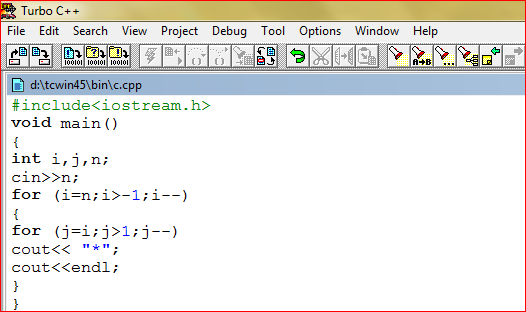 Turbo C++
File Edit Search View Project Debug Tool Options Window Help
d:\tcwin45\bin\c.cpp
#include<iostream.h>
void main()
{
int i,j,n;
cin>>n;
for (i=n;i>-1;i--)
{
for (j=i;j>1;j--)
cout<< "*";
cout<<endl;
}
}